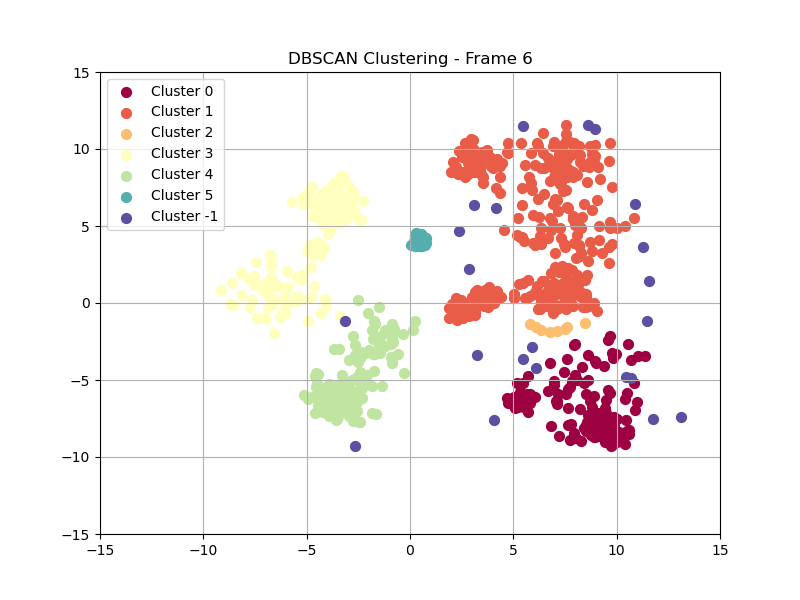 DBSCAN Clustering - Frame 6
15
10
5
0
−5
−10
−15
Cluster 0
Cluster 1
Cluster 2
Cluster 3
Cluster 4
Cluster 5
Cluster -1
−15 −10 −5 0 5 10 15